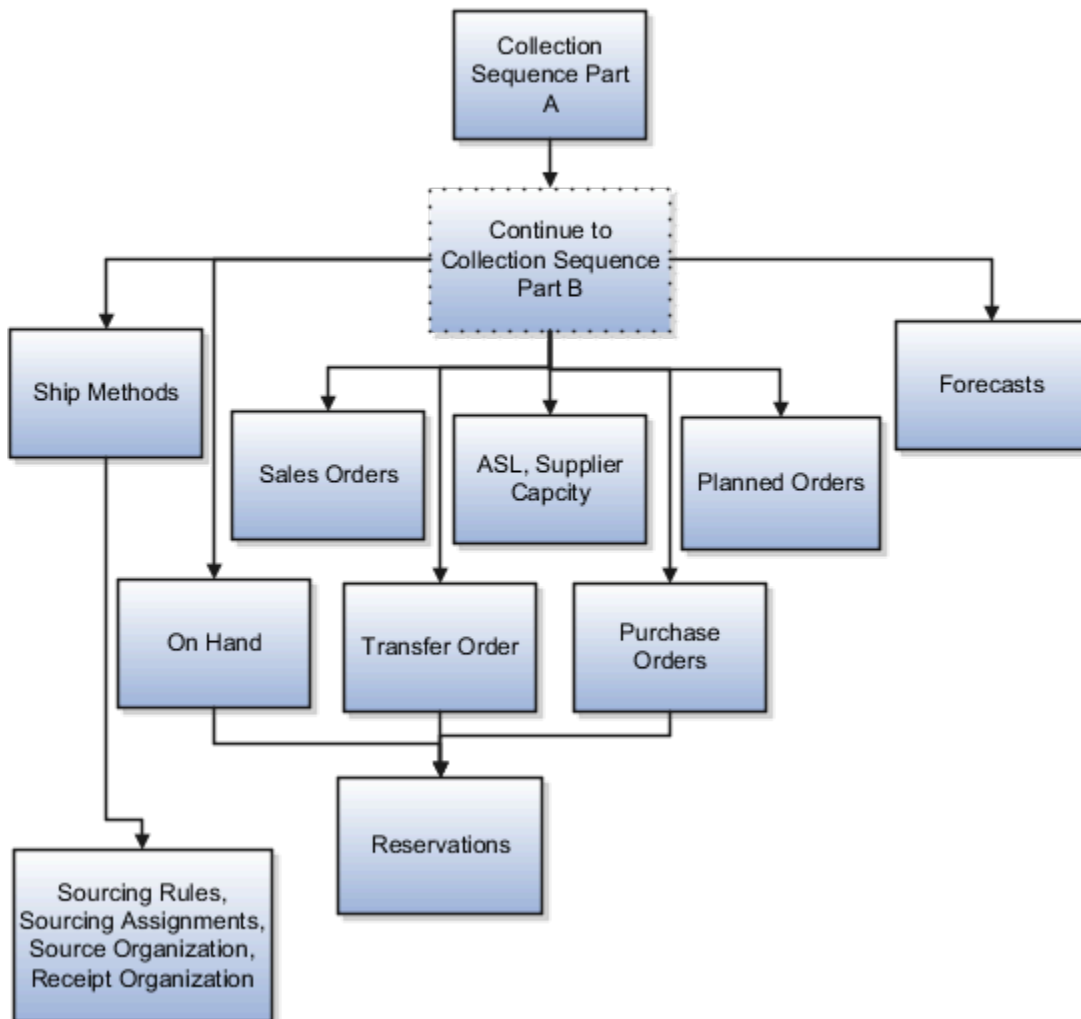 Collection
Sequence Part
A
Continue to
Collection Sequence
Part B
Ship Methods
Forecasts
Sales Orders
ASL, Supplier
Capcity
Planned Orders
On Hand
Transfer Order
Purchase
Orders
Reservations
Sourcing Rules,
Sourcing Assignments,
Source Organization,
Receipt Organization